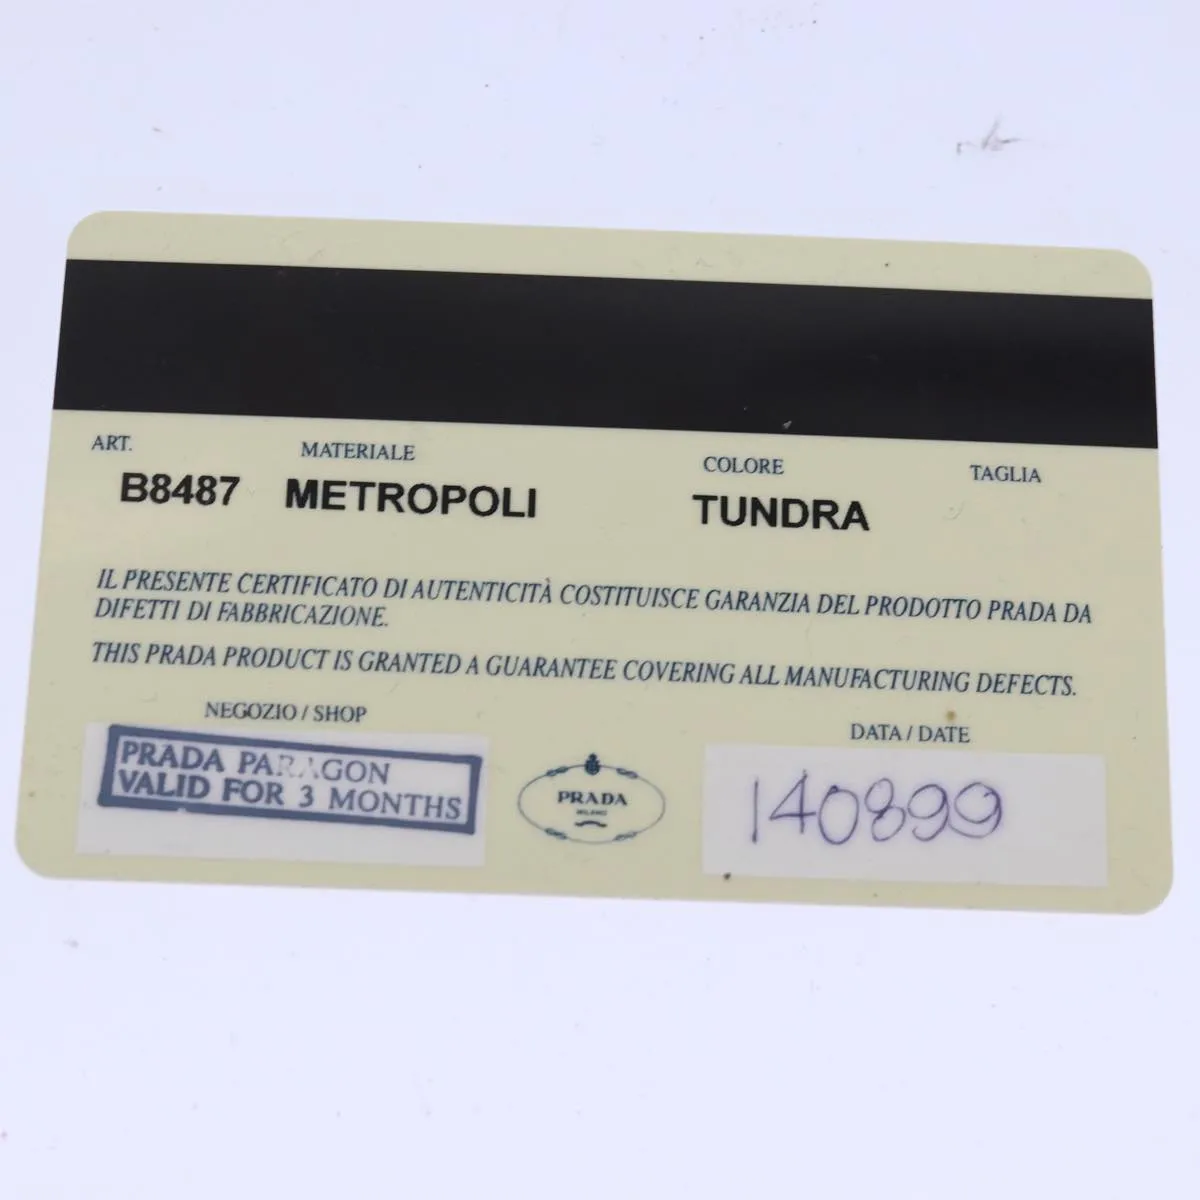 ART. MATERIALE COLORE TAGLIA
B8487 METROPOLI TUNDRA
IL PRESENTE CERTIFICATO DI AUTENTICITÀ COSTITUISCE GARANZIA DEL PRODOTTO PRADA DA
DIFETTI DI FABBRICAZIONE.
THIS PRADA PRODUCT IS GRANTED A GUARANTEE COVERING ALL MANUFACTURING DEFECTS.
NEGOZIO / SHOP
PRADA PARAGON
VALID FOR 3 MONTHS
PRADA
MILANO
DATA / DATE
140899